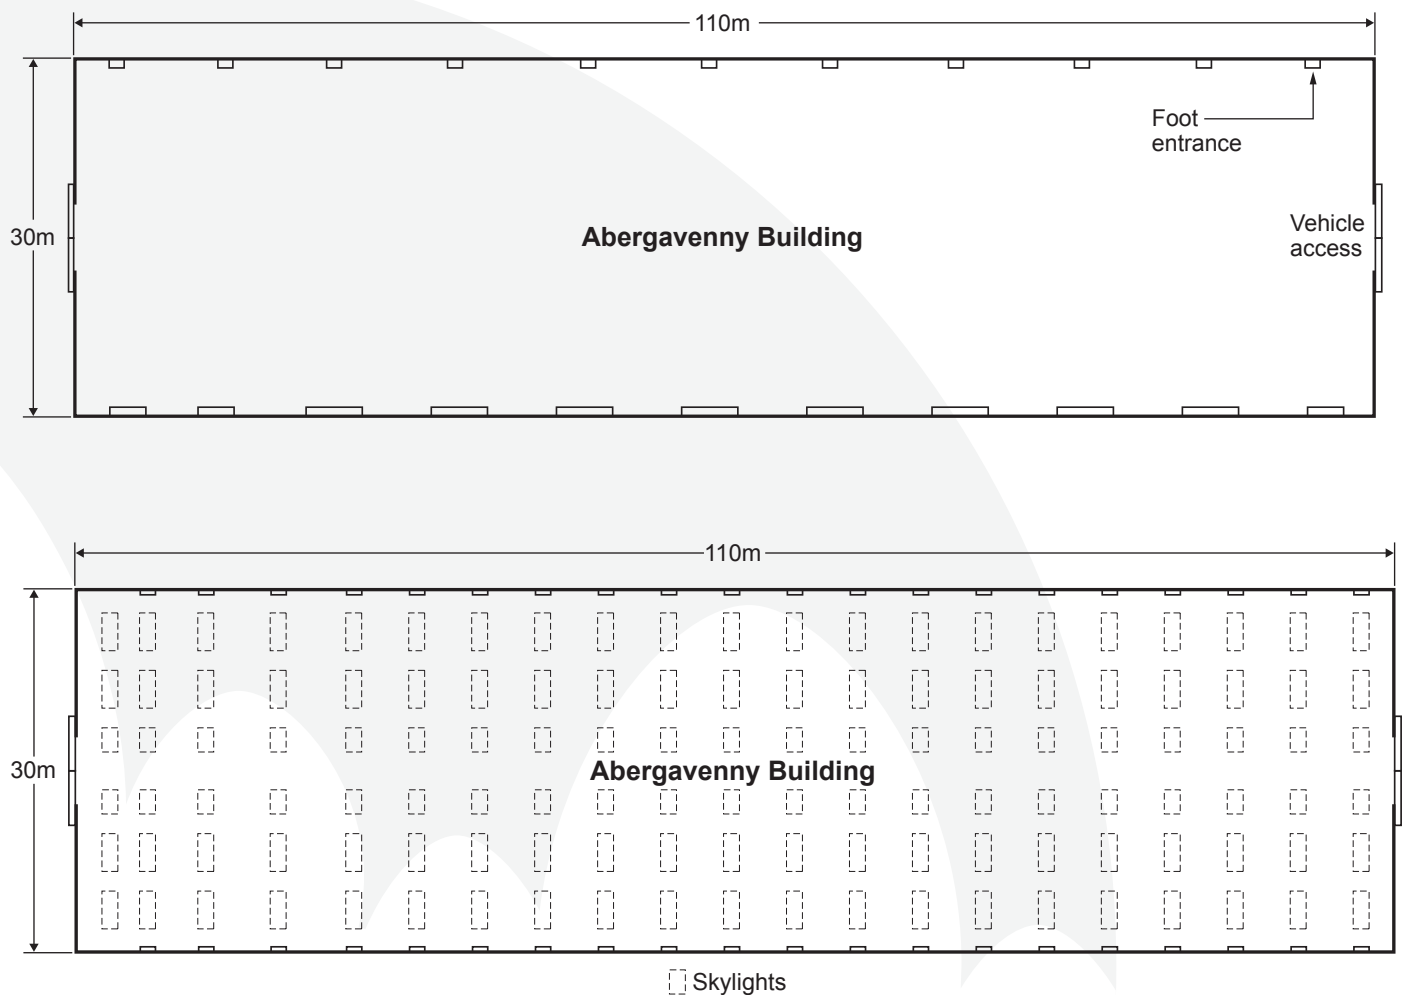 110m
Foot
entrance
30m
Abergavenny Building
Vehicle
access
110m
30m
Abergavenny Building
Skylights